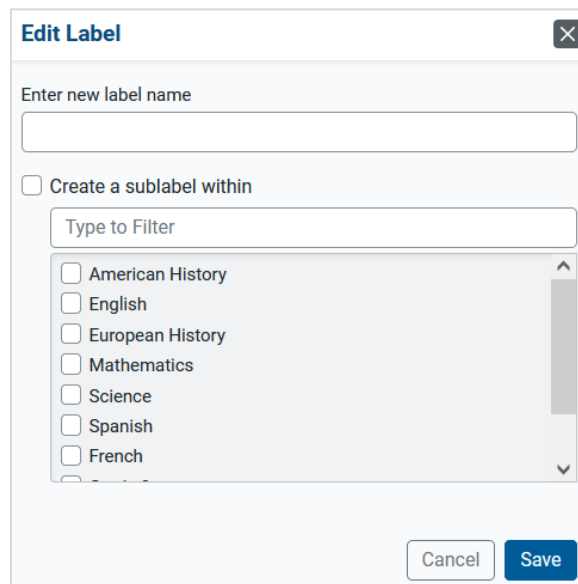 Edit Label
Enter new label name
Create a sublabel within
Type to Filter
American History
English
European History
Mathematics
Science
Spanish
French
Cancel
Save